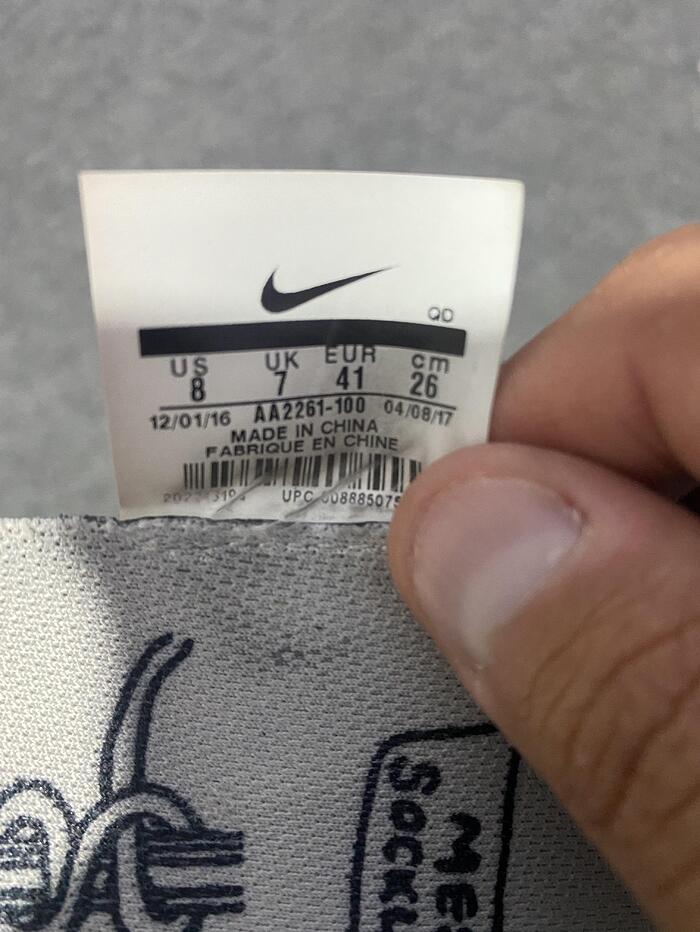 QD
US UK EUR cm
8 7 41 26
12/01/16 AA2261-100 04/08/17
MADE IN CHINA
FABRIQUE EN CHINE
UPC